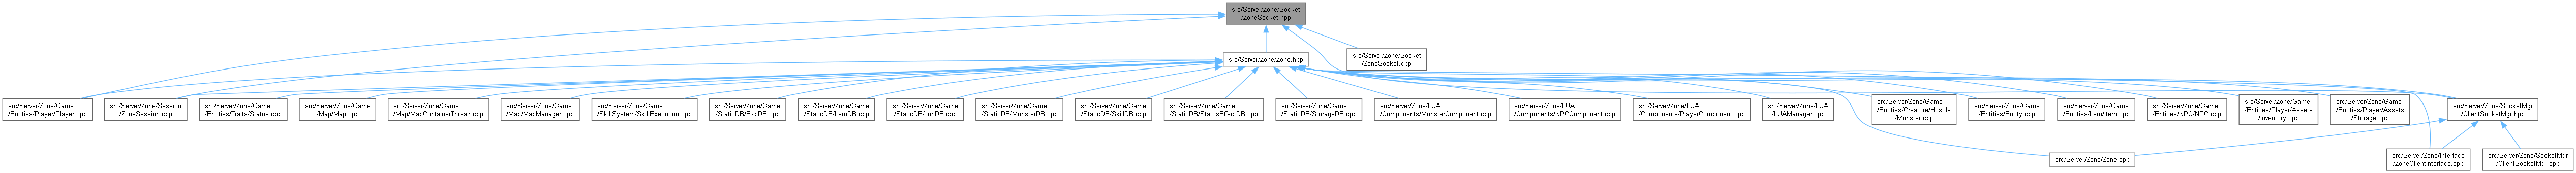 src/Server/Zone/Socket
/ZoneSocket.hpp
src/Server/Zone/Zone.hpp
src/Server/Zone/Socket
/ZoneSocket.cpp
src/Server/Zone/Game
/Entities/Player/Player.cpp
src/Server/Zone/Session
/ZoneSession.cpp
src/Server/Zone/Game
/Entities/Traits/Status.cpp
src/Server/Zone/Game
/Map/Map.cpp
src/Server/Zone/Game
/Map/MapContainerThread.cpp
src/Server/Zone/Game
/Map/MapManager.cpp
src/Server/Zone/Game
/SkillSystem/SkillExecution.cpp
src/Server/Zone/Game
/StaticDB/ExpDB.cpp
src/Server/Zone/Game
/StaticDB/ItemDB.cpp
src/Server/Zone/Game
/StaticDB/JobDB.cpp
src/Server/Zone/Game
/StaticDB/MonsterDB.cpp
src/Server/Zone/Game
/StaticDB/SkillDB.cpp
src/Server/Zone/Game
/StaticDB/StatusEffectDB.cpp
src/Server/Zone/Game
/StaticDB/StorageDB.cpp
src/Server/Zone/LUA
/Components/MonsterComponent.cpp
src/Server/Zone/LUA
/Components/NPCComponent.cpp
src/Server/Zone/LUA
/Components/PlayerComponent.cpp
src/Server/Zone/LUA
/LUAManager.cpp
src/Server/Zone/Game
/Entities/Creature/Hostile
/Monster.cpp
src/Server/Zone/Game
/Entities/Entity.cpp
src/Server/Zone/Game
/Entities/Item/Item.cpp
src/Server/Zone/Game
/Entities/NPC/NPC.cpp
src/Server/Zone/Game
/Entities/Player/Assets
/Inventory.cpp
src/Server/Zone/Game
/Entities/Player/Assets
/Storage.cpp
src/Server/Zone/SocketMgr
/ClientSocketMgr.hpp
src/Server/Zone/Zone.cpp
src/Server/Zone/Interface
/ZoneClientInterface.cpp
src/Server/Zone/SocketMgr
/ClientSocketMgr.cpp